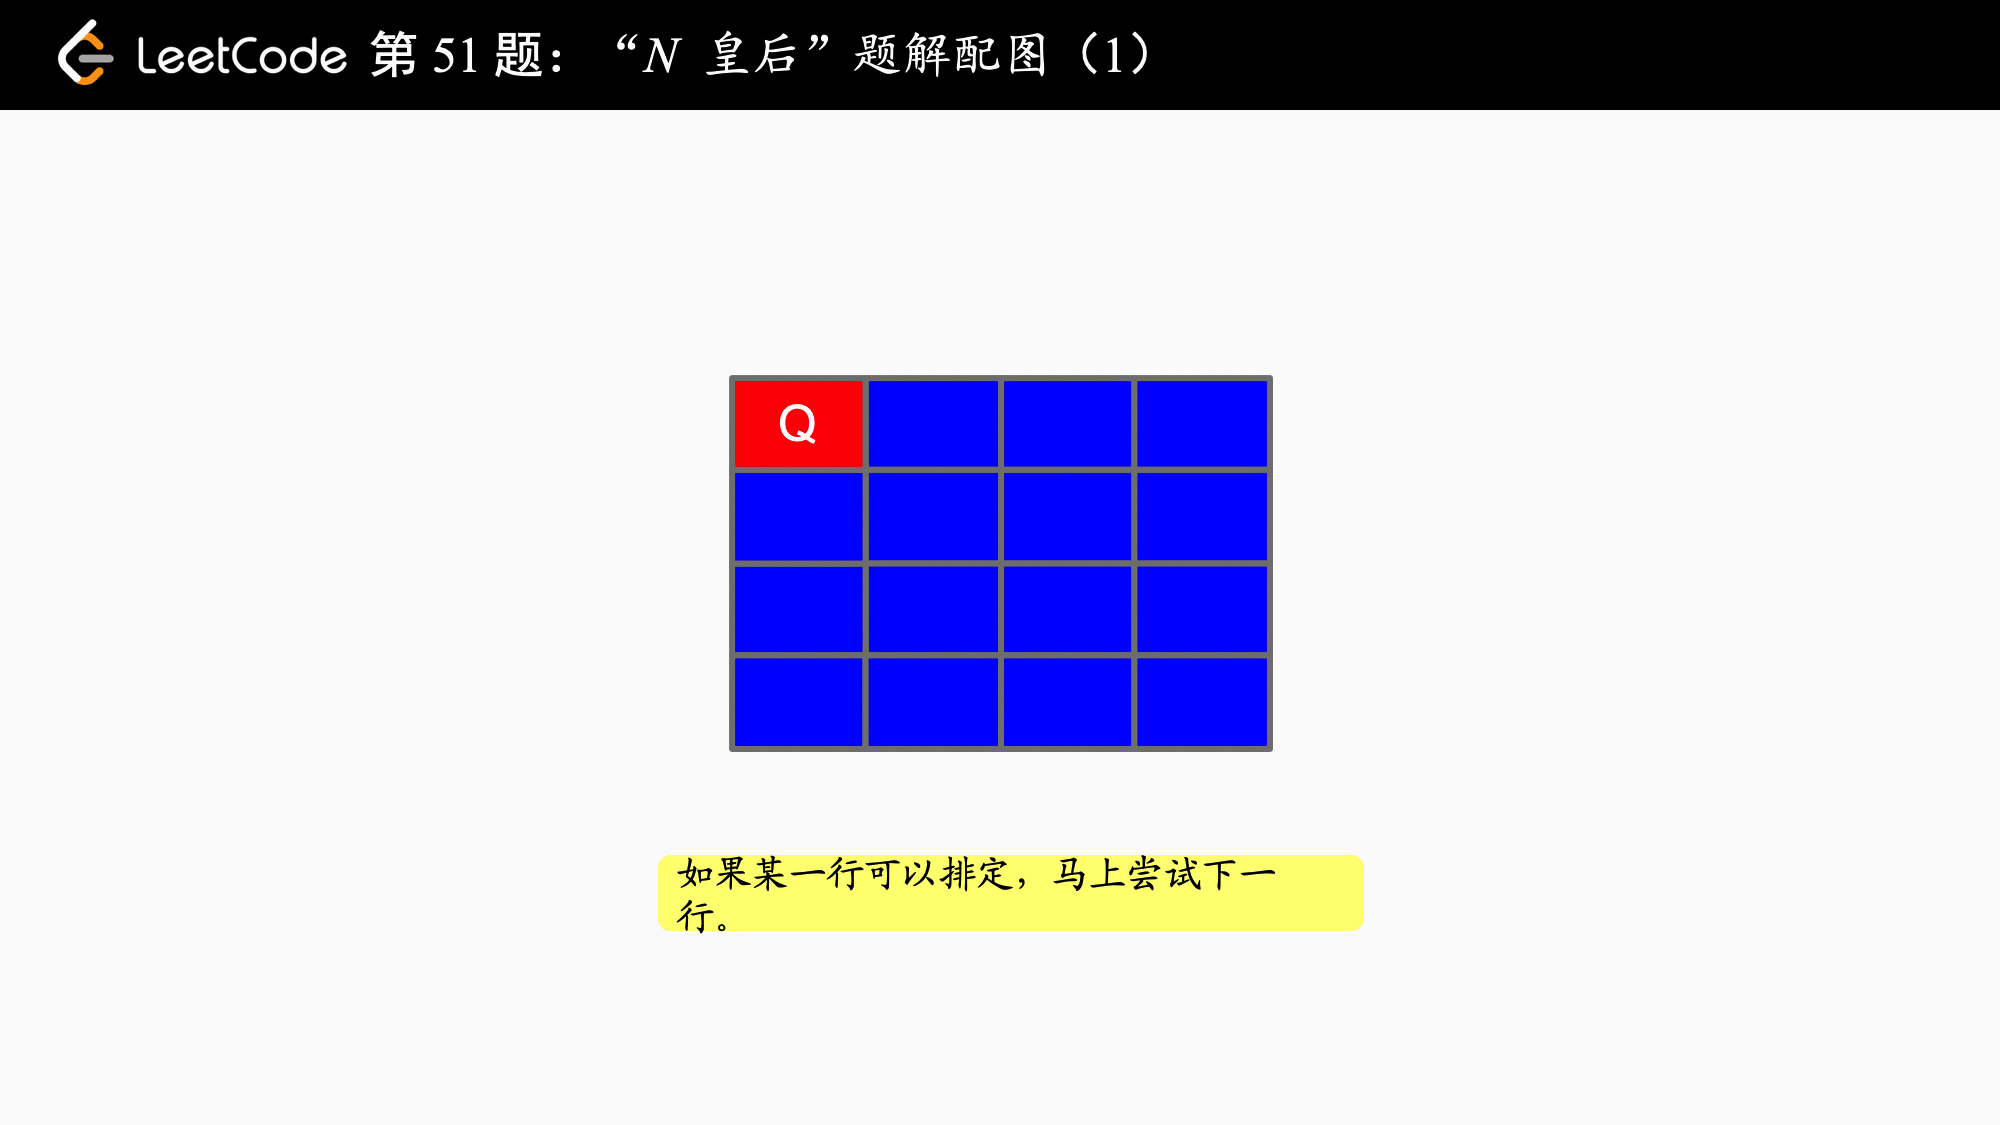 LeetCode 第 51 题：“N 皇后”题解配图（1）
Q
如果某一行可以排定，马上尝试下一
行。